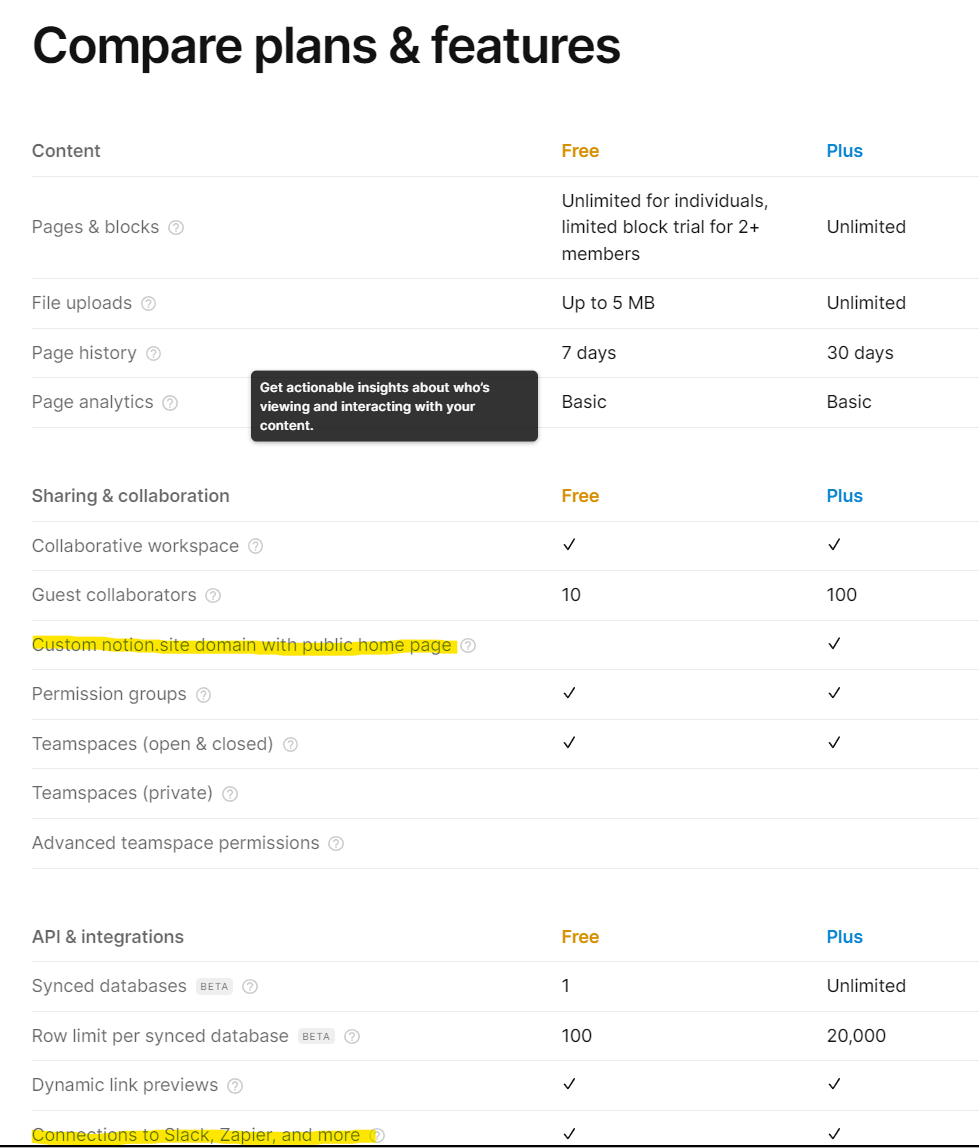 Compare plans & features
Content Free Plus
Pages & blocks ? Unlimited for individuals, limited block trial for 2+ members Unlimited
File uploads ? Up to 5 MB Unlimited
Page history ? 7 days 30 days
Page analytics ? Basic Basic
Get actionable insights about who's
viewing and interacting with your
content.
Sharing & collaboration Free Plus
Collaborative workspace ? ✓ ✓
Guest collaborators ? 10 100
Custom notion.site domain with public home page ? ✓
Permission groups ? ✓ ✓
Teamspaces (open & closed) ? ✓ ✓
Teamspaces (private) ?
Advanced teamspace permissions ?
API & integrations Free Plus
Synced databases BETA ? 1 Unlimited
Row limit per synced database BETA ? 100 20,000
Dynamic link previews ? ✓ ✓
Connections to Slack, Zapier, and more ? ✓ ✓